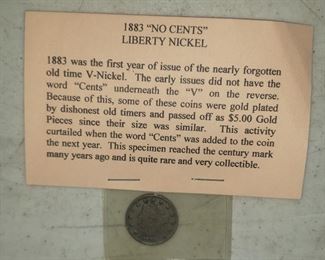 1883 "NO CENTS"
LIBERTY NICKEL
1883 was the first year of issue of the nearly forgotten
old time V-Nickel. The early issues did not have the
word "Cents" underneath the "V" on the reverse.
Because of this, some of these coins were gold plated
by dishonest old timers and passed off as $5.00 Gold
Pieces since their size was similar. This activity
curtailed when the word "Cents" was added to the coin
the next year. This specimen reached the century mark
many years ago and is quite rare and very collectible.